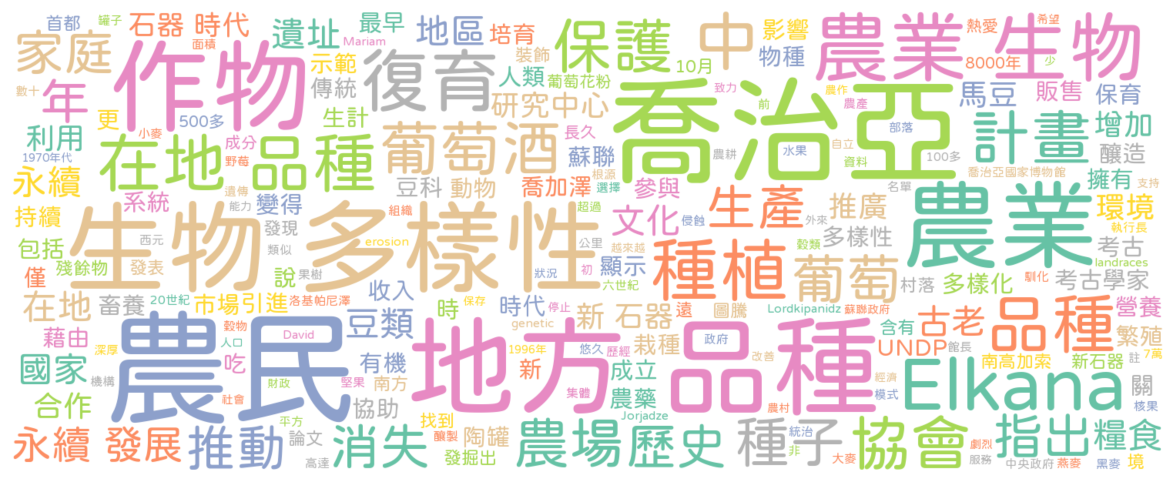 首都
罐子
石器 時代
面積
遺址
最早
Mariam
地區
培育
裝飾
保護
中
影響
物種
農業 生物
熱愛
希望
少
8000年
家庭
作物
示範
傳統
復育
人類
葡萄花粉
10月
研究中心
致力
前
農作
農產
馬豆
販售
保育
數十
年
500多
更
生計
喬治亞
部落
計畫
增加
利用
小麥
成分
長久
蘇聯
水果
自立
100多
釀造
1970年代
在地 品種
野莓
葡萄酒
根源
選擇
農耕
資料
喬治亞國家博物館
永續
系統
遺傳
能力
變得
豆科
動物
喬加澤
參與
名單
擁有
支持
持續
生物 多樣性
西元
發現
類似
組織
超過
erosion
文化
侵蝕
生產
外來
推廣
農業
環境
執行長
包括
公里
越來越
穀類
多樣性
考古
landraces
殘餘物
發表
說
果樹
狀況
初
六世紀
顯示
種植
葡萄
村落
多樣化
馴化
考古學家
僅
在地
畜養
20世紀
市場引進
洛基帕尼澤
收入
保存
停止
時
時代
新 石器
遠
圖騰
Lordkipanidz
蘇聯政府
含有
古老
品種
營養
藉由
穀物
人口
David
豆類
genetic
栽種
政府
館長
UNDP
繁殖
國家
深厚
機構
吃
財政
堅果
有機
南方
1996年
悠久
新
歷經
集體
成立
地方 品種
改善
經濟
模式
南高加索
新石器
註
7萬
Elkana
關
核果
合作
社會
農民
協助
農藥
Jorjadze
農村
平方
找到
永續 發展
推動
論文
高達
消失
釀製
發掘出
陶罐
農場
歷史
種子
統治
非
大麥
協會
劇烈
服務
指出
中央政府
燕麥
黑麥
糧食
境